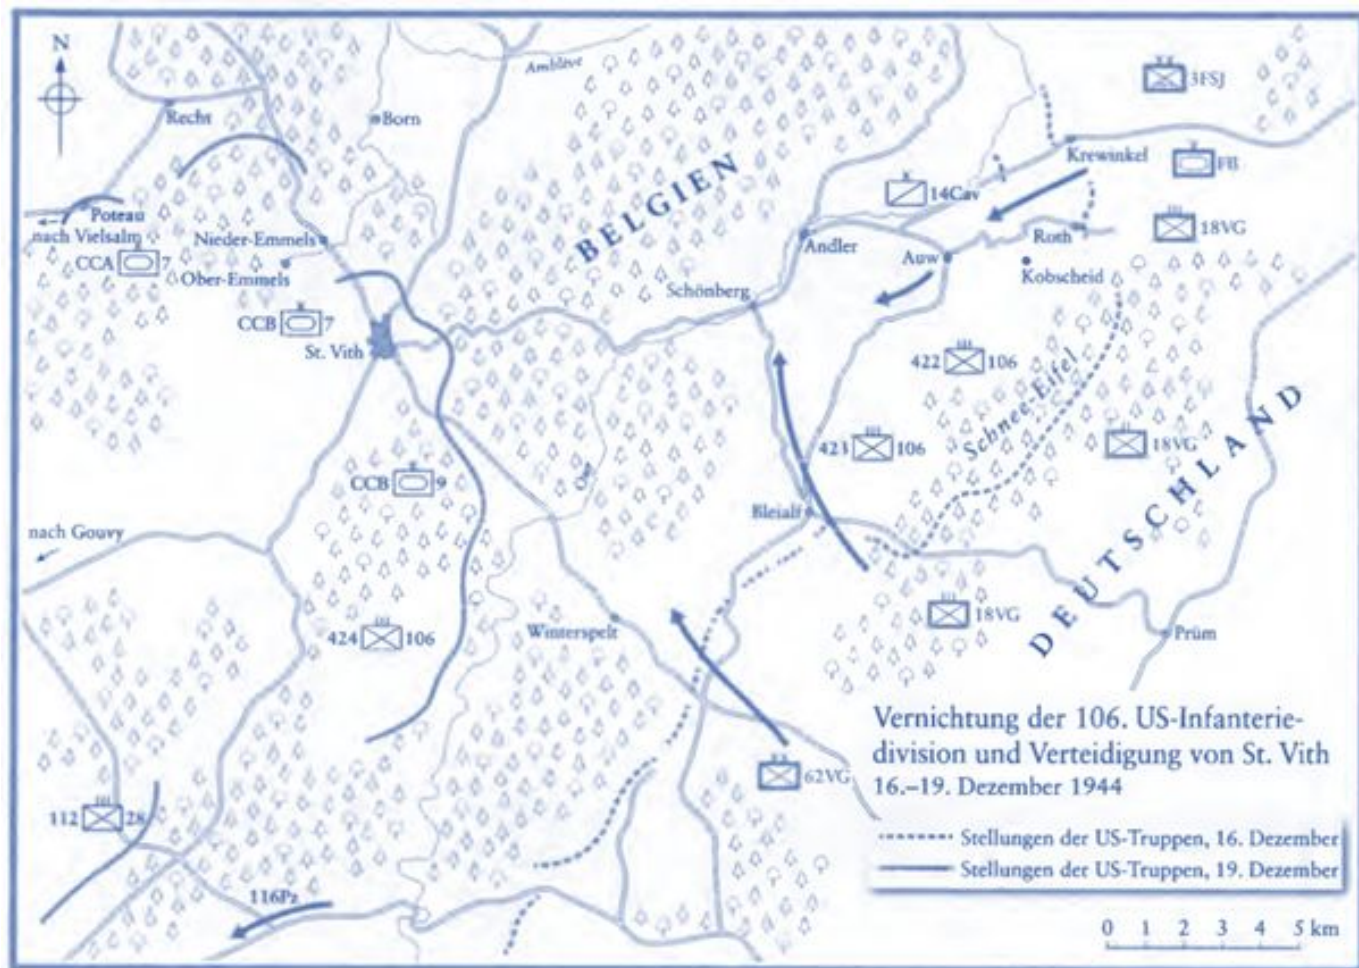 N
Amblève
3FSJ
Recht
Born
Krewinkel
FB
BELGIEN
14Cav
Poteau
nach Vielsalm
Nieder-Emmels
Andler
Roth
18VG
CCA 7
Ober-Emmels
Auw
Kobscheid
Schönberg
CCB 7
St. Vith
422 106
Schnee-Eifel
DEUTSCHLAND
423 106
18VG
CCB 9
Our
Bleialf
nach Gouvy
18VG
424 106
Winterspelt
Prüm
Vernichtung der 106. US-Infanterie-
division und Verteidigung von St. Vith
16.–19. Dezember 1944
62VG
112 28
Stellungen der US-Truppen, 16. Dezember
Stellungen der US-Truppen, 19. Dezember
116Pz
0 1 2 3 4 5 km